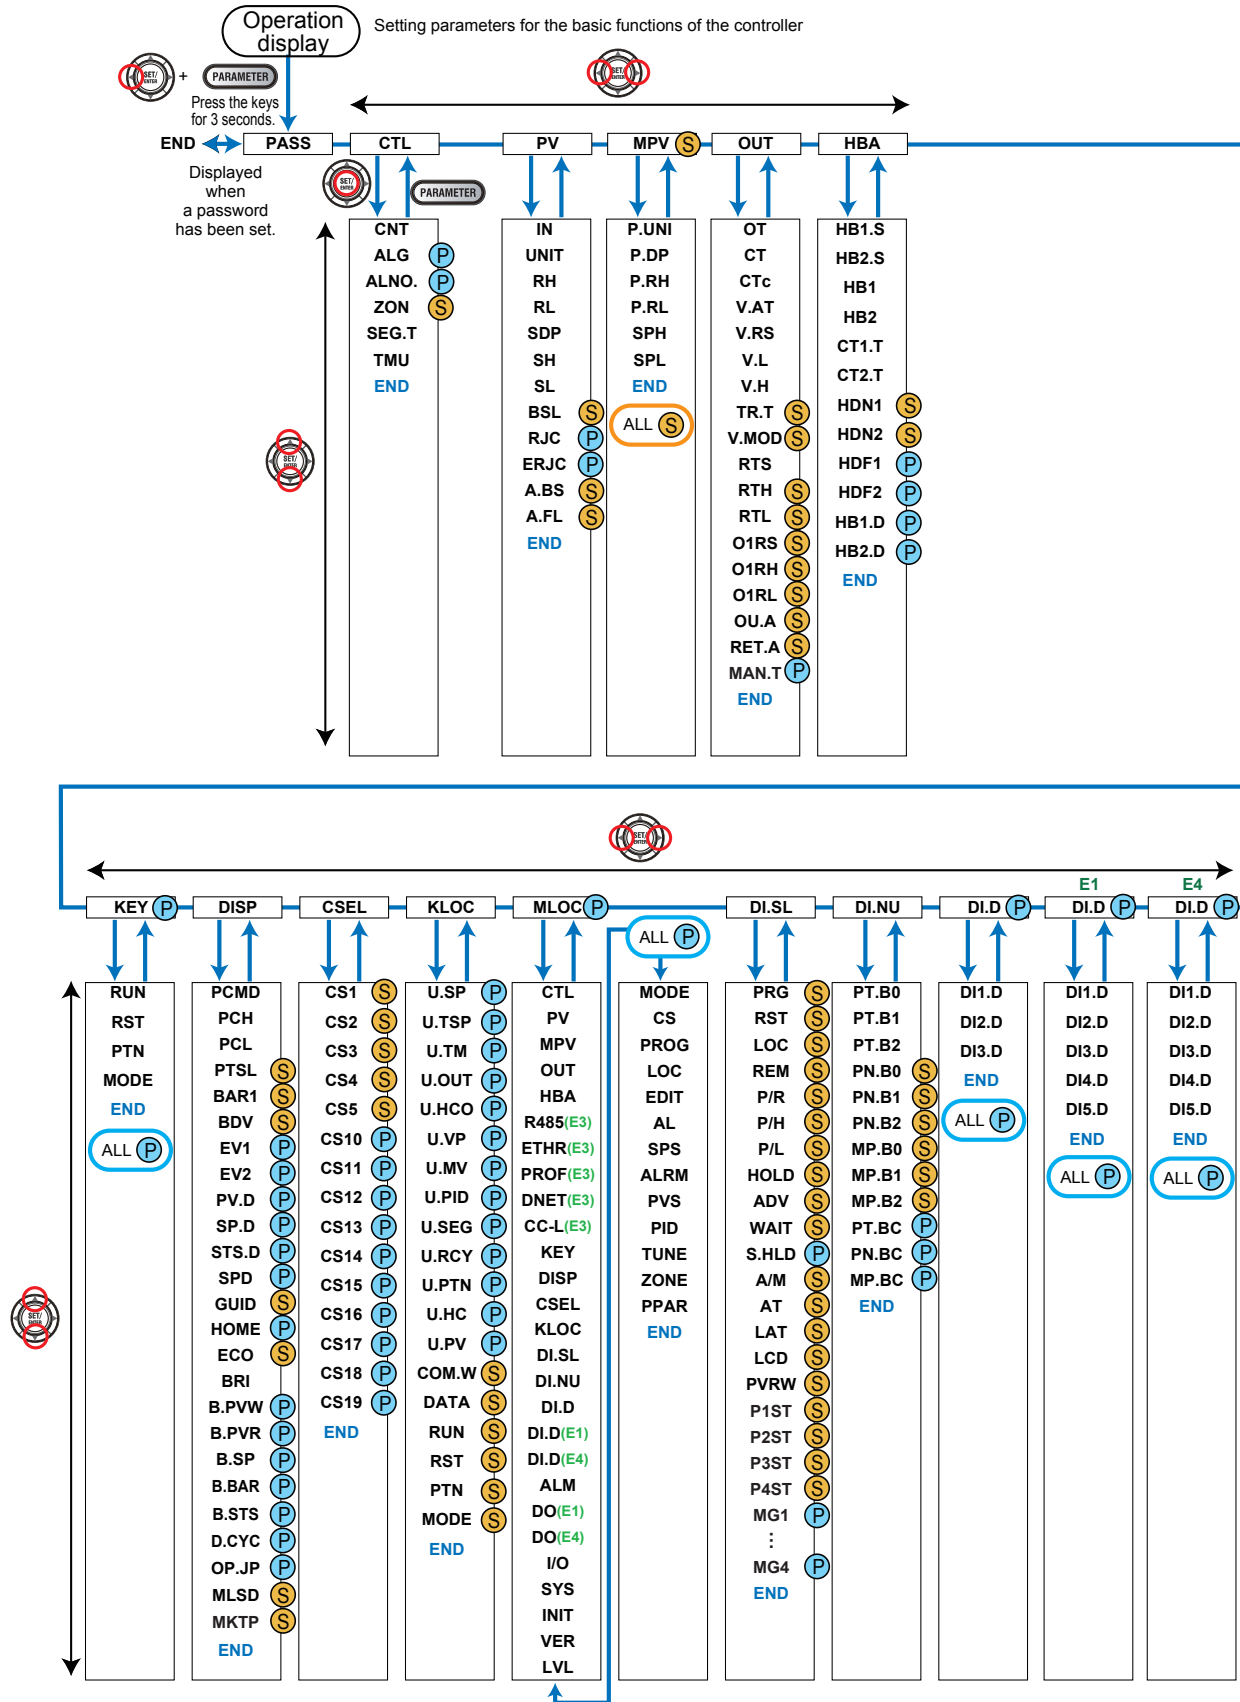 Operation
display
Setting parameters for the basic functions of the controller
SET/
ENTER
+
PARAMETER
SET/
ENTER
Press the keys
for 3 seconds.
END
PASS
CTL
PV
MPV S
OUT
HBA
Displayed
when
a password
has been set.
SET/
ENTER
PARAMETER
CNT
ALG P
ALNO. P
ZON S
SEG.T
TMU
END
IN
UNIT
RH
RL
SDP
SH
SL
BSL S
RJC P
ERJC P
A.BS S
A.FL S
END
P.UNI
P.DP
P.RH
P.RL
SPH
SPL
END
ALL S
OT
CT
CTc
V.AT
V.RS
V.L
V.H
TR.T S
V.MOD S
RTS
RTH S
RTL S
O1RS S
O1RH S
O1RL S
OU.A S
RET.A S
MAN.T P
END
HB1.S
HB2.S
HB1
HB2
CT1.T
CT2.T
HDN1 S
HDN2 S
HDF1 P
HDF2 P
HB1.D P
HB2.D P
END
SET/
ENTER
SET/
ENTER
E1
E4
KEY P
DISP
CSEL
KLOC
MLOC P
DI.SL
DI.NU
DI.D P
DI.D P
DI.D P
ALL P
RUN
RST
PTN
MODE
END
ALL P
PCMD
PCH
PCL
PTSL S
BAR1 S
BDV S
EV1 P
EV2 P
PV.D P
SP.D P
STS.D P
SPD P
GUID S
HOME P
ECO S
BRI
B.PVW P
B.PVR P
B.SP P
B.BAR P
B.STS P
D.CYC P
OP.JP P
MLSD S
MKTP S
END
CS1 S
CS2 S
CS3 S
CS4 S
CS5 S
CS10 P
CS11 P
CS12 P
CS13 P
CS14 P
CS15 P
CS16 P
CS17 P
CS18 P
CS19 P
END
U.SP P
U.TSP P
U.TM P
U.OUT P
U.HCO P
U.VP P
U.MV P
U.PID P
U.SEG P
U.RCY P
U.PTN P
U.HC P
U.PV P
COM.W S
DATA S
RUN S
RST S
PTN S
MODE S
END
CTL
PV
MPV
OUT
HBA
R485(E3)
ETHR(E3)
PROF(E3)
DNET(E3)
CC-L(E3)
KEY
DISP
CSEL
KLOC
DI.SL
DI.NU
DI.D
DI.D(E1)
DI.D(E4)
ALM
DO(E1)
DO(E4)
I/O
SYS
INIT
VER
LVL
MODE
CS
PROG
LOC
EDIT
AL
SPS
ALRM
PVS
PID
TUNE
ZONE
PPAR
END
PRG S
RST S
LOC S
REM S
P/R S
P/H S
P/L S
HOLD S
ADV S
WAIT S
S.HLD P
A/M S
AT S
LAT S
LCD S
PVRW S
P1ST S
P2ST S
P3ST S
P4ST S
MG1 P
⋮
MG4 P
END
PT.B0
PT.B1
PT.B2
PN.B0 S
PN.B1 S
PN.B2 S
MP.B0 S
MP.B1 S
MP.B2 S
PT.BC P
PN.BC P
MP.BC P
END
DI1.D
DI2.D
DI3.D
END
ALL P
DI1.D
DI2.D
DI3.D
DI4.D
DI5.D
END
ALL P
DI1.D
DI2.D
DI3.D
DI4.D
DI5.D
END
ALL P
SET/
ENTER